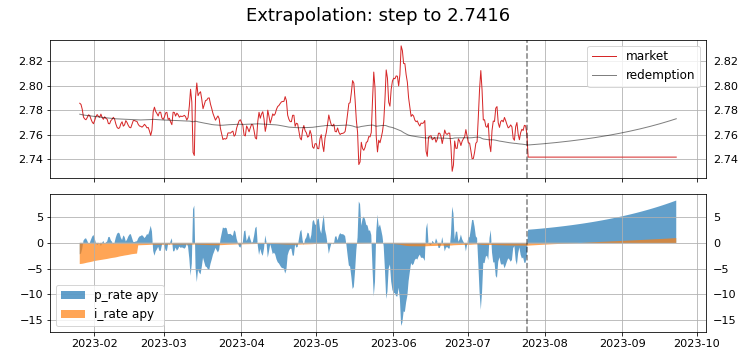 Extrapolation: step to 2.7416
2.82 2.82
2.80 2.80
2.78 2.78
2.76 2.76
2.74 2.74
market
redemption
5 5
0 0
−5 −5
−10 −10
−15 −15
p_rate apy
i_rate apy
2023-02 2023-03 2023-04 2023-05 2023-06 2023-07 2023-08 2023-09 2023-10